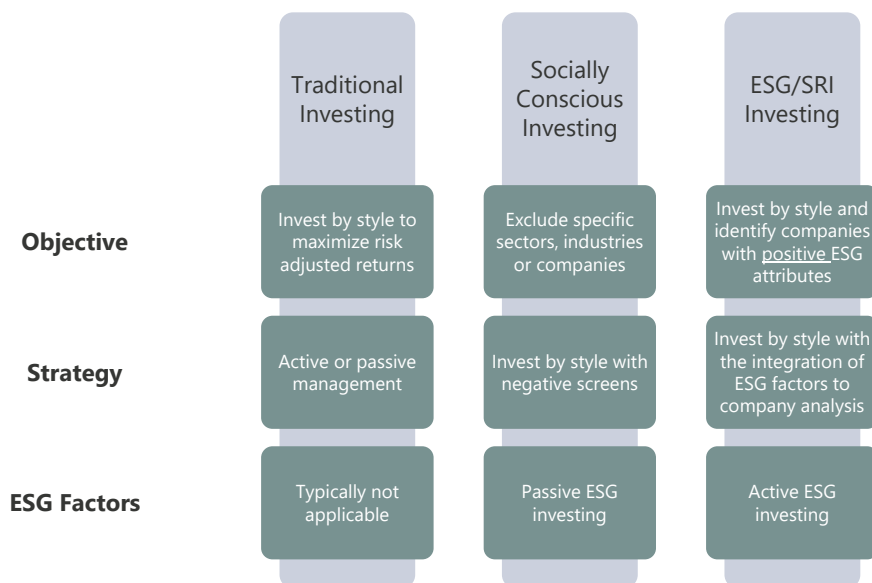 Traditional
Investing
Socially
Conscious
Investing
ESG/SRI
Investing
Objective
Invest by style to
maximize risk
adjusted returns
Exclude specific
sectors, industries
or companies
Invest by style and
identify companies
with positive ESG
attributes
Strategy
Active or passive
management
Invest by style with
negative screens
Invest by style with
the integration of
ESG factors to
company analysis
ESG Factors
Typically not
applicable
Passive ESG
investing
Active ESG
investing